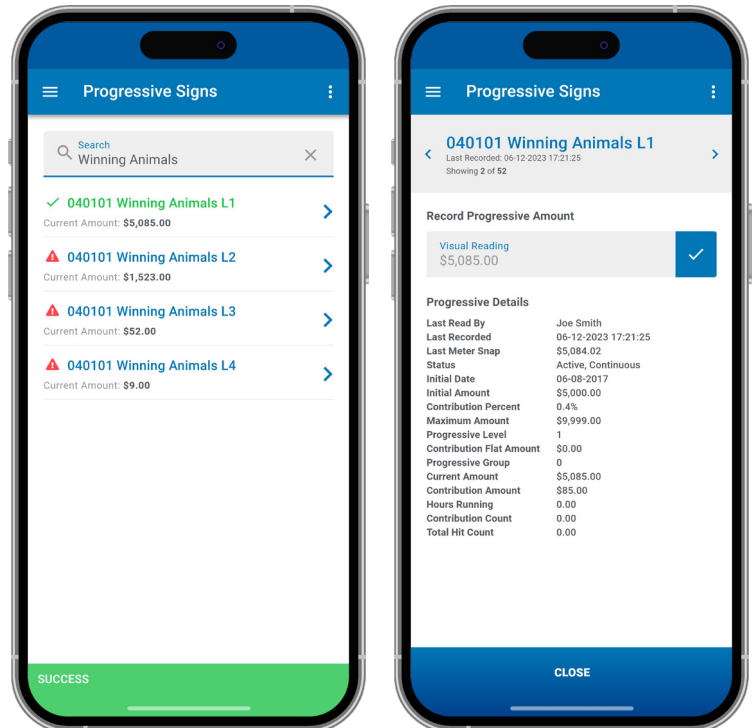 Progressive Signs
Search
Winning Animals
040101 Winning Animals L1
Current Amount: $5,085.00
040101 Winning Animals L2
Current Amount: $1,523.00
040101 Winning Animals L3
Current Amount: $52.00
040101 Winning Animals L4
Current Amount: $9.00
SUCCESS
Progressive Signs
040101 Winning Animals L1
Last Recorded: 06-12-2023 17:21:25
Showing 2 of 52
Record Progressive Amount
Visual Reading
$5,085.00
Progressive Details
Last Read By Joe Smith
Last Recorded 06-12-2023 17:21:25
Last Meter Snap $5,084.02
Status Active, Continuous
Initial Date 06-08-2017
Initial Amount $5,000.00
Contribution Percent 0.4%
Maximum Amount $9,999.00
Progressive Level 1
Contribution Flat Amount $0.00
Progressive Group 0
Current Amount $5,085.00
Contribution Amount $85.00
Hours Running 0.00
Contribution Count 0.00
Total Hit Count 0.00
CLOSE